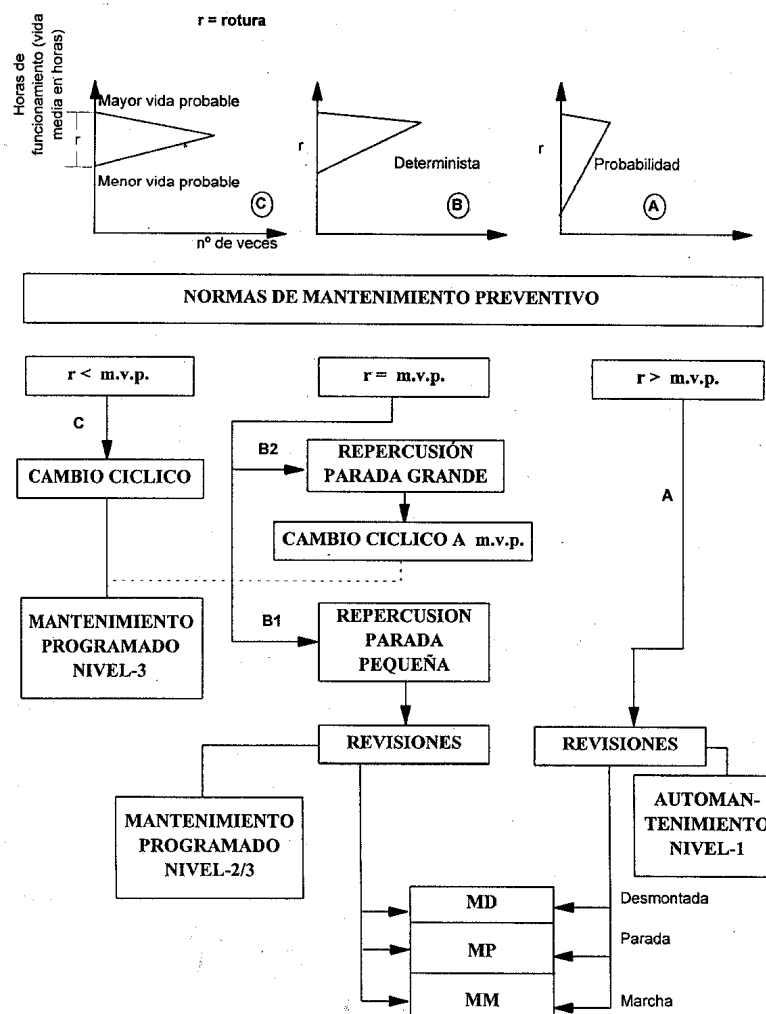 r = rotura
Horas de
funcionamiento (vida
media en horas)
r
Mayor vida probable
Menor vida probable
C
nº de veces
r
Determinista
B
r
Probabilidad
A
NORMAS DE MANTENIMIENTO PREVENTIVO
r < m.v.p.
r = m.v.p.
r > m.v.p.
C
CAMBIO CICLICO
B2
REPERCUSIÓN
PARADA GRANDE
A
CAMBIO CICLICO A m.v.p.
MANTENIMIENTO
PROGRAMADO
NIVEL-3
B1
REPERCUSION
PARADA
PEQUEÑA
REVISIONES
REVISIONES
MANTENIMIENTO
PROGRAMADO
NIVEL-2/3
AUTOMAN-
TENIMIENTO
NIVEL-1
MD
Desmontada
MP
Parada
MM
Marcha